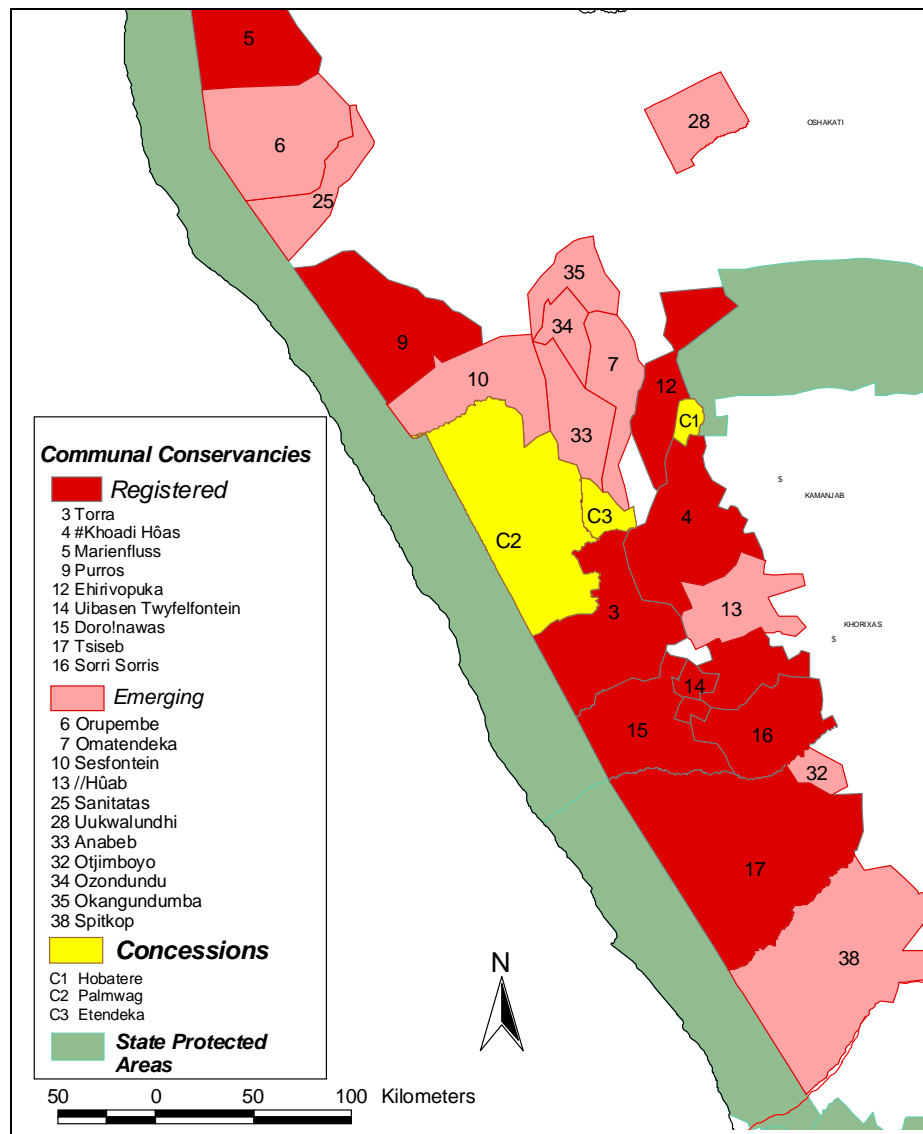 5
28
OSHAKATI
6
25
35
34
9
7
10
12
C1
33
$
KAMANJAB
C3
4
C2
3
13
KHORIXAS
$
14
15
16
32
17
38
Communal Conservancies
Registered
3 Torra
4 #Khoadi Hôas
5 Marienfluss
9 Purros
12 Ehirivopuka
14 Uibasen Twyfelfontein
15 Doro!nawas
17 Tsiseb
16 Sorri Sorris
Emerging
6 Orupembe
7 Omatendeka
10 Sesfontein
13 //Hûab
25 Sanitatas
28 Uukwalundhi
33 Anabeb
32 Otjimboyo
34 Ozondundu
35 Okangundumba
38 Spitkop
Concessions
C1 Hobatere
C2 Palmwag
C3 Etendeka
State Protected
Areas
N
50 0 50 100 Kilometers